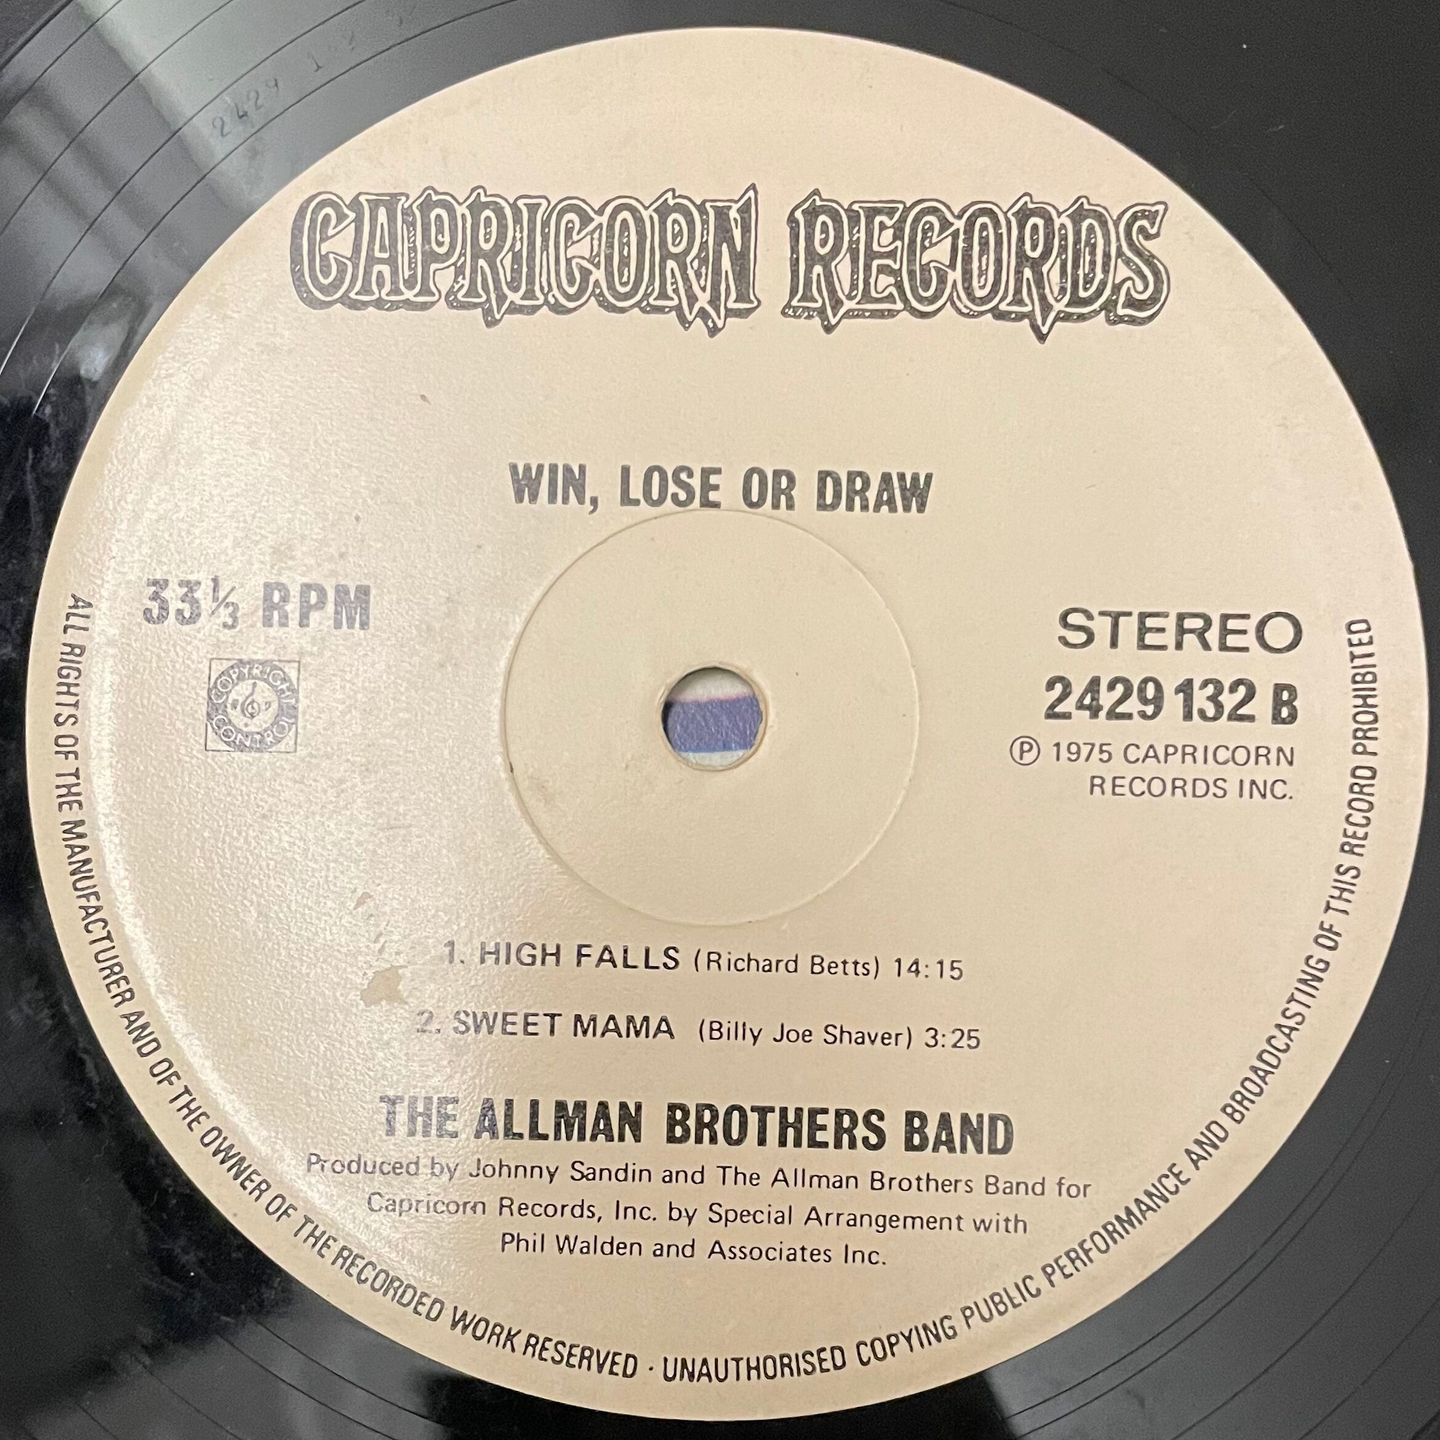 2429 132
CAPRICORN RECORDS
WIN, LOSE OR DRAW
33⅓ RPM
COPYRIGHT
CONTROL
STEREO
2429 132 B
Ⓟ 1975 CAPRICORN
RECORDS INC.
1. HIGH FALLS (Richard Betts) 14:15
2. SWEET MAMA (Billy Joe Shaver) 3:25
THE ALLMAN BROTHERS BAND
Produced by Johnny Sandin and The Allman Brothers Band for
Capricorn Records, Inc. by Special Arrangement with
Phil Walden and Associates Inc.
ALL RIGHTS OF THE MANUFACTURER AND OF THE OWNER OF THE RECORDED WORK RESERVED · UNAUTHORISED COPYING PUBLIC PERFORMANCE AND BROADCASTING OF THIS RECORD PROHIBITED